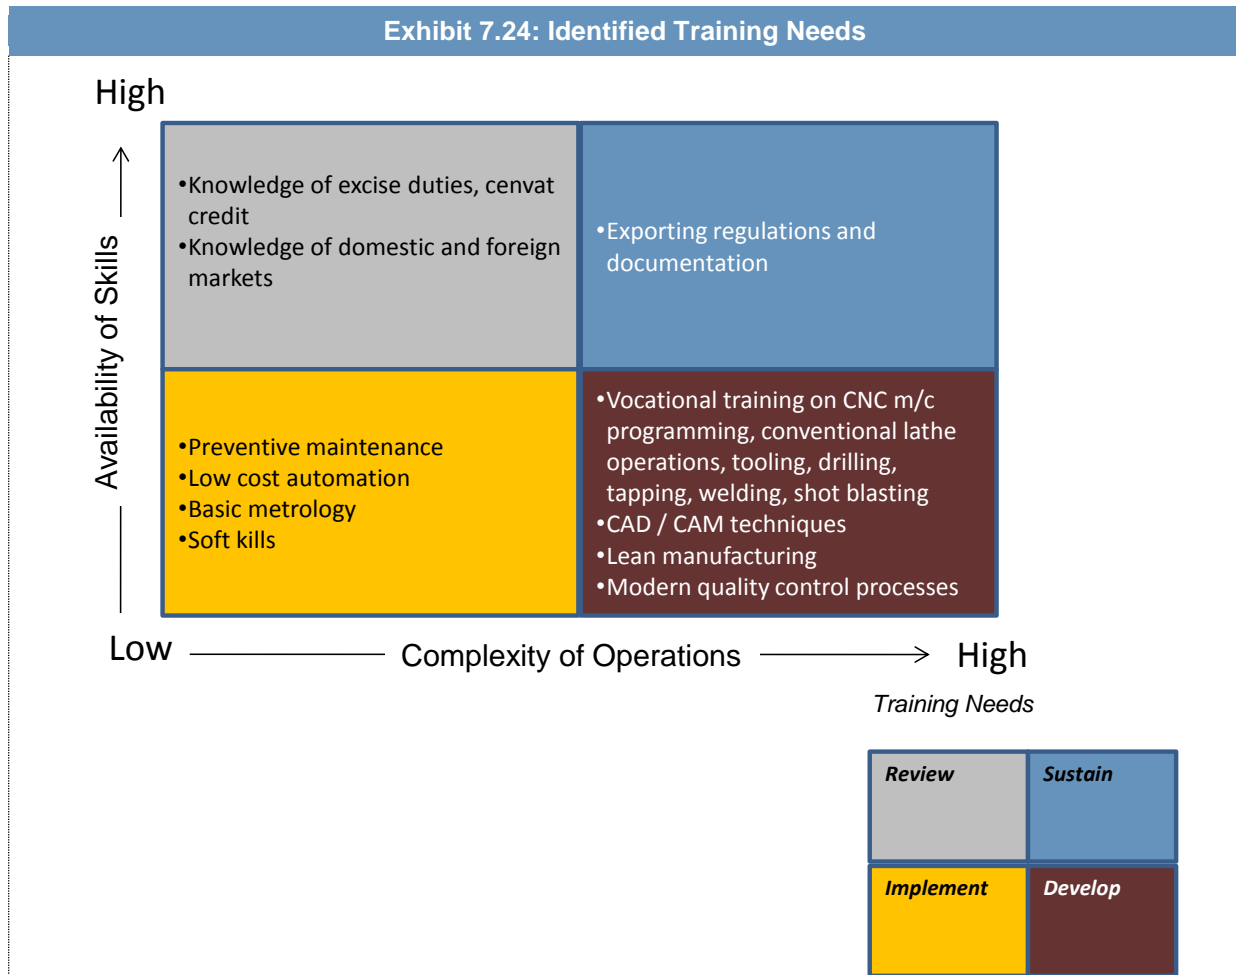 Exhibit 7.24: Identified Training Needs
High
•Knowledge of excise duties, cenvat
credit
•Knowledge of domestic and foreign
markets
•Exporting regulations and
documentation
Availability of Skills
•Preventive maintenance
•Low cost automation
•Basic metrology
•Soft kills
•Vocational training on CNC m/c
programming, conventional lathe
operations, tooling, drilling,
tapping, welding, shot blasting
•CAD / CAM techniques
•Lean manufacturing
•Modern quality control processes
Low
Complexity of Operations
High
Training Needs
Review
Sustain
Implement
Develop